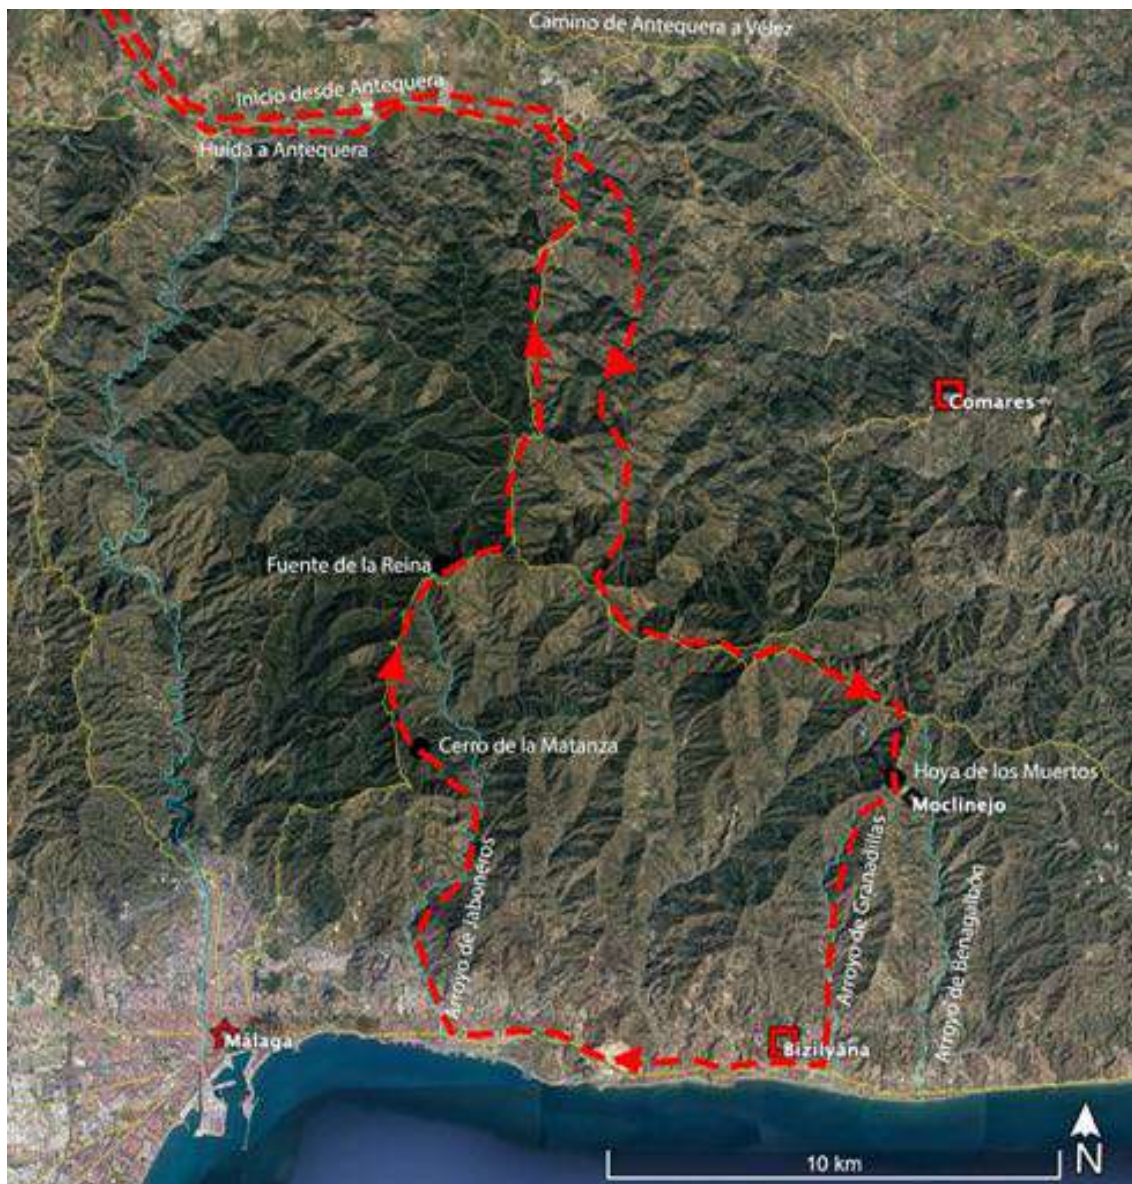 Camino de Antequera a Vélez
Inicio desde Antequera
Huida a Antequera
Comares
Fuente de la Reina
Cerro de la Matanza
Hoya de los Muertos
Moclinejo
Arroyo de Jaboneros
Arroyo de Granadillas
Arroyo de Benagalbón
Málaga
Bizilyana
10 km
N